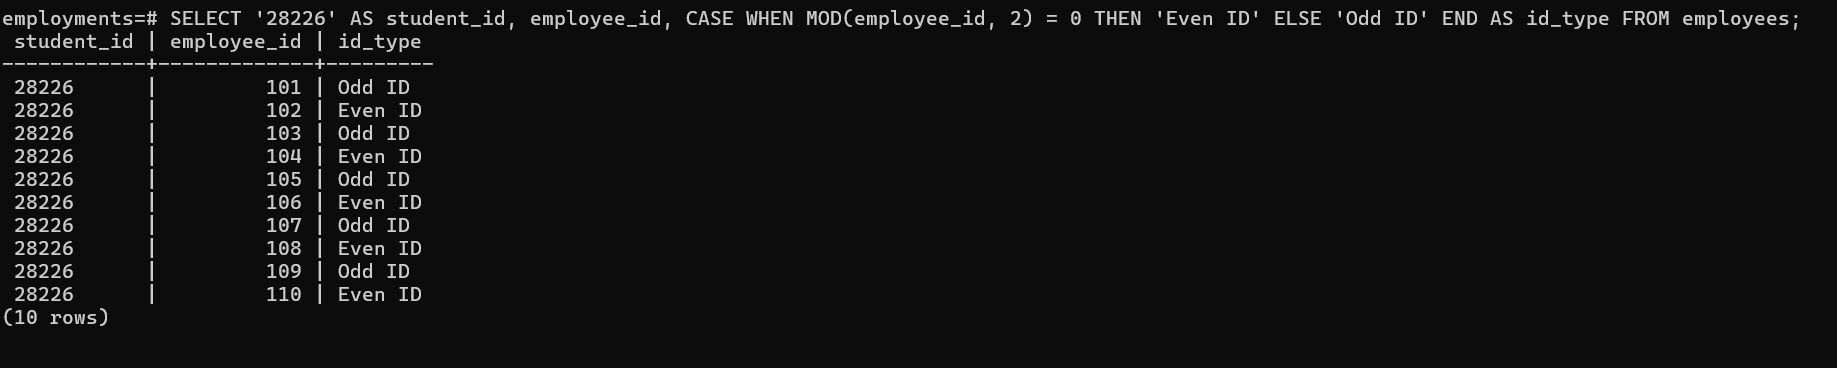 employments=# SELECT '28226' AS student_id, employee_id, CASE WHEN MOD(employee_id, 2) = 0 THEN 'Even ID' ELSE 'Odd ID' END AS id_type FROM employees;
 student_id | employee_id | id_type
------------+-------------+---------
 28226      |         101 | Odd ID
 28226      |         102 | Even ID
 28226      |         103 | Odd ID
 28226      |         104 | Even ID
 28226      |         105 | Odd ID
 28226      |         106 | Even ID
 28226      |         107 | Odd ID
 28226      |         108 | Even ID
 28226      |         109 | Odd ID
 28226      |         110 | Even ID
(10 rows)